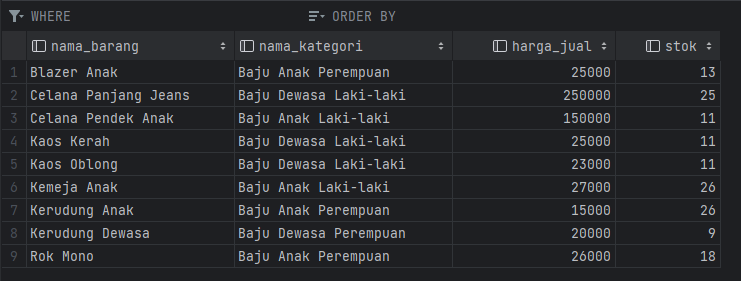 WHERE ORDER BY
nama_barang nama_kategori harga_jual stok
1 Blazer Anak Baju Anak Perempuan 25000 13
2 Celana Panjang Jeans Baju Dewasa Laki-laki 250000 25
3 Celana Pendek Anak Baju Anak Laki-laki 150000 11
4 Kaos Kerah Baju Dewasa Laki-laki 25000 11
5 Kaos Oblong Baju Dewasa Laki-laki 23000 11
6 Kemeja Anak Baju Anak Laki-laki 27000 26
7 Kerudung Anak Baju Anak Perempuan 15000 26
8 Kerudung Dewasa Baju Dewasa Perempuan 20000 9
9 Rok Mono Baju Anak Perempuan 26000 18